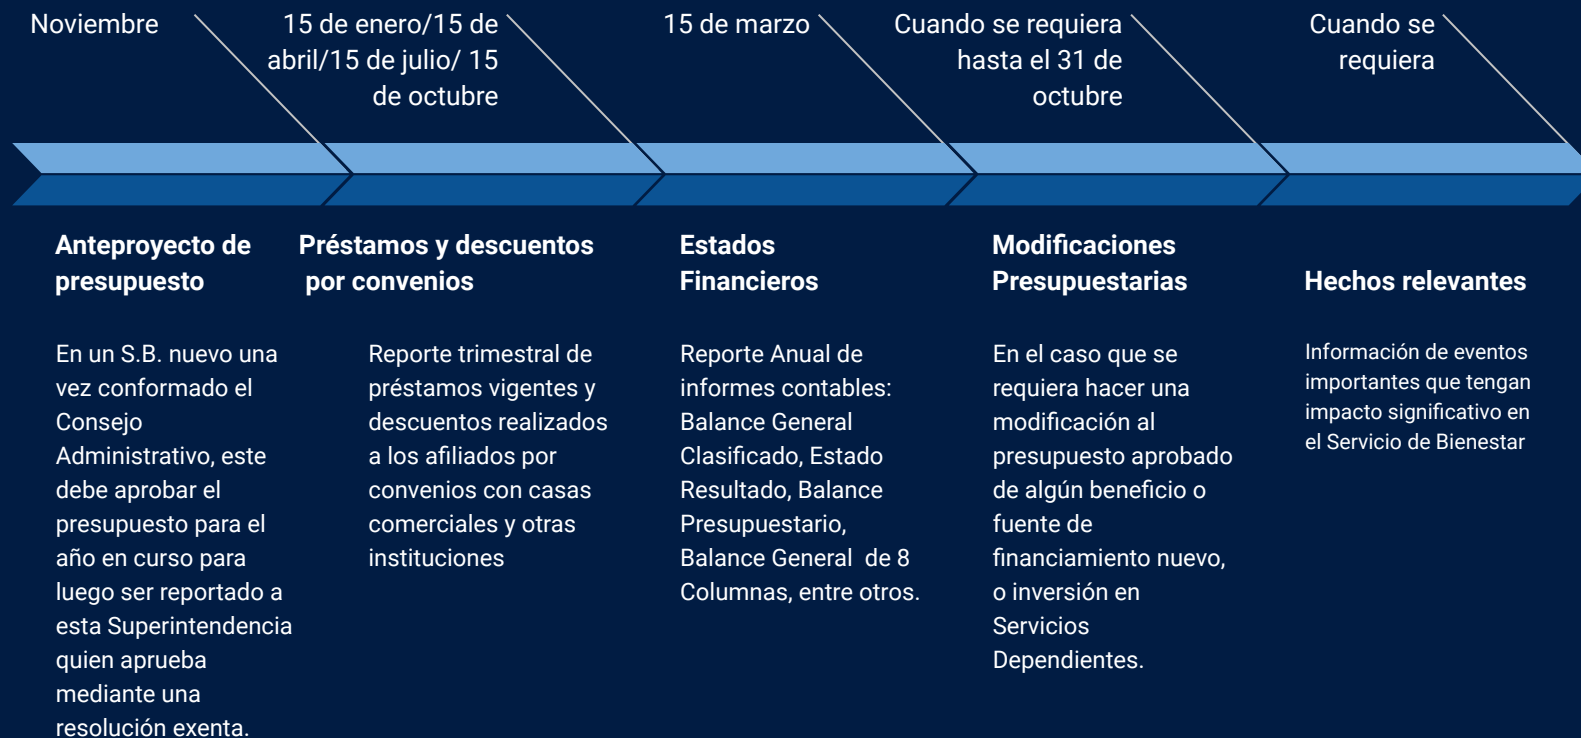 Noviembre
15 de enero/15 de
abril/15 de julio/ 15
de octubre
15 de marzo
Cuando se requiera
hasta el 31 de
octubre
Cuando se
requiera
Anteproyecto de
presupuesto
En un S.B. nuevo una
vez conformado el
Consejo
Administrativo, este
debe aprobar el
presupuesto para el
año en curso para
luego ser reportado a
esta Superintendencia
quien aprueba
mediante una
resolución exenta.
Préstamos y descuentos
por convenios
Reporte trimestral de
préstamos vigentes y
descuentos realizados
a los afiliados por
convenios con casas
comerciales y otras
instituciones
Estados
Financieros
Reporte Anual de
informes contables:
Balance General
Clasificado, Estado
Resultado, Balance
Presupuestario,
Balance General  de 8
Columnas, entre otros.
Modificaciones
Presupuestarias
En el caso que se
requiera hacer una
modificación al
presupuesto aprobado
de algún beneficio o
fuente de
financiamiento nuevo,
o inversión en
Servicios
Dependientes.
Hechos relevantes
Información de eventos
importantes que tengan
impacto significativo en
el Servicio de Bienestar